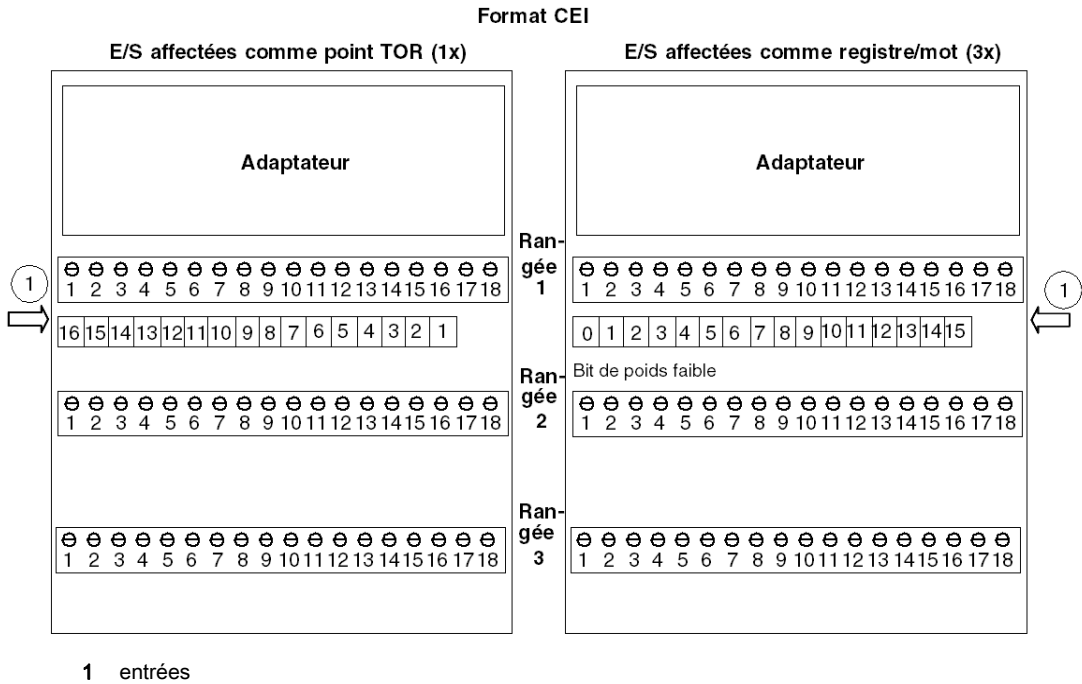 Format CEI
E/S affectées comme point TOR (1x)
E/S affectées comme registre/mot (3x)
Adaptateur
Adaptateur
Ran-
gée
1
1
1 2 3 4 5 6 7 8 9 10 11 12 13 14 15 16 17 18
1 2 3 4 5 6 7 8 9 10 11 12 13 14 15 16 17 18
1
16 15 14 13 12 11 10 9 8 7 6 5 4 3 2 1
0 1 2 3 4 5 6 7 8 9 10 11 12 13 14 15
Bit de poids faible
Ran-
gée
2
1 2 3 4 5 6 7 8 9 10 11 12 13 14 15 16 17 18
1 2 3 4 5 6 7 8 9 10 11 12 13 14 15 16 17 18
Ran-
gée
3
1 2 3 4 5 6 7 8 9 10 11 12 13 14 15 16 17 18
1 2 3 4 5 6 7 8 9 10 11 12 13 14 15 16 17 18
1 entrées